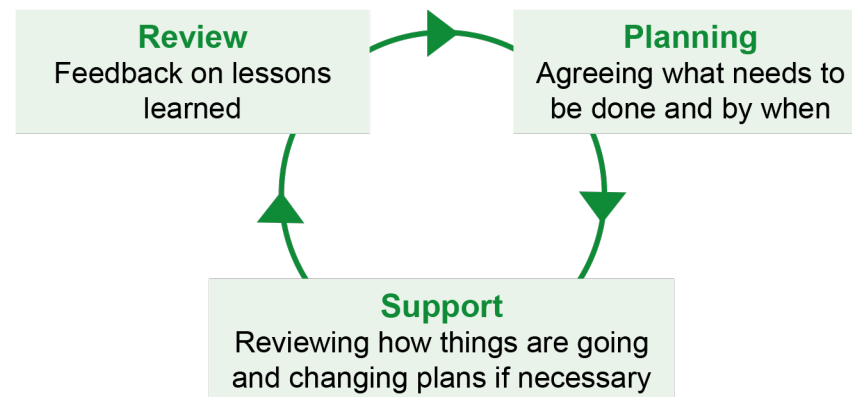 Review
Feedback on lessons
learned
Planning
Agreeing what needs to
be done and by when
Support
Reviewing how things are going
and changing plans if necessary